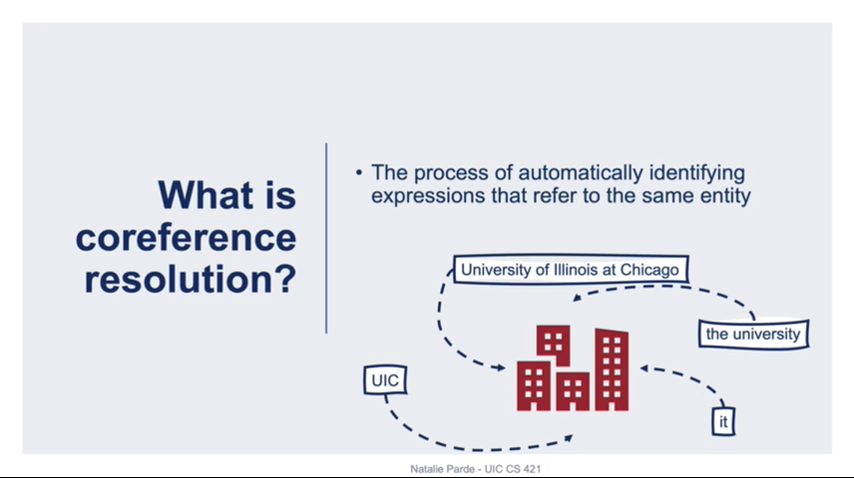 What is
coreference
resolution?
• The process of automatically identifying
expressions that refer to the same entity
University of Illinois at Chicago
the university
UIC
it
Natalie Parde - UIC CS 421